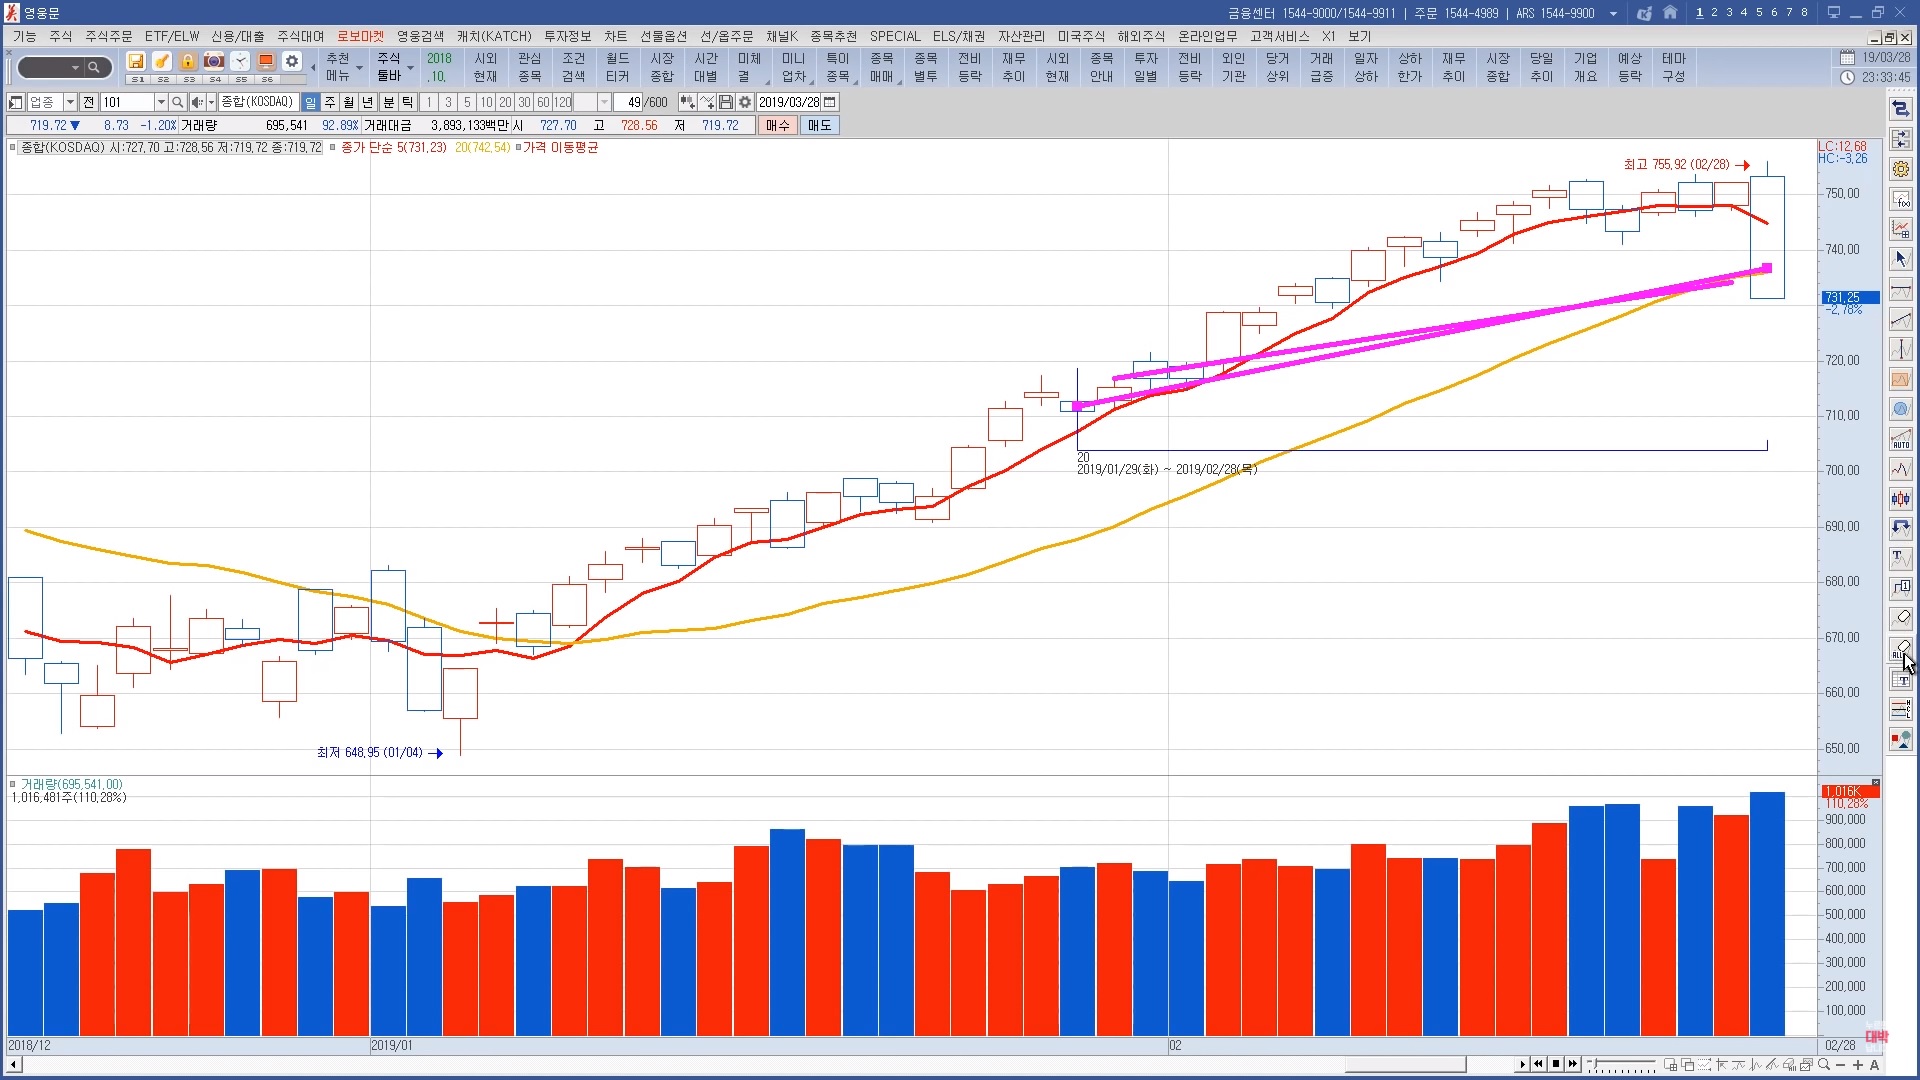 영웅문
금융센터 1544-9000/1544-9911 | 주문 1544-4989 | ARS 1544-9900
1 2 3 4 5 6 7 8
기능 주식 주식주문 ETF/ELW 신용/대출 주식대여 로보마켓 영웅검색 캐치(KATCH) 투자정보 차트 선물옵션 선/옵주문 채널K 종목추천 SPECIAL ELS/채권 자산관리 미국주식 해외주식 온라인업무 고객서비스 X1 보기
추천 주식 2018 시외 관심 조건 월드 시장 시간 미체 미니 특이 종목 종목 전비 재무 시외 종목 투자 전비 외인 당거 거래 일자 상하 재무 시장 당일 기업 예상 테마
메뉴 툴바 .10. 현재 종목 검색 티커 종합 대별 결 업차 종목 매매 별투 등락 추이 현재 안내 일별 등락 기관 상위 급증 상하 한가 추이 종합 추이 개요 등락 구성
S1 S2 S3 S4 S5 S6
19/03/28
23:33:45
업종 전 101 종합(KOSDAQ) 일 주 월 년 분 틱 1 3 5 10 20 30 60 120 49 /600 2019/03/28
719.72▼ 8.73 -1.20% 거래량 695,541 92.89% 거래대금 3,893,133백만 시 727.70 고 728.56 저 719.72 매수 매도
종합(KOSDAQ) 시:727.70 고:728.56 저:719.72 종:719.72 종가 단순 5(731.23) 20(742.54) 가격 이동평균
LC:12.68
HC:-3.26
최고 755.92 (02/28)
750.00
740.00
731.25
-2.78%
720.00
710.00
700.00
690.00
680.00
670.00
660.00
650.00
20
2019/01/29(화) ~ 2019/02/28(목)
최저 648.95 (01/04)
거래량(695,541.00)
1,016,481주(110.28%)
1,016K
110.28%
900,000
800,000
700,000
600,000
500,000
400,000
300,000
200,000
100,000
AUTO
ALL
대박
2018/12 2019/01 02 02/28
A